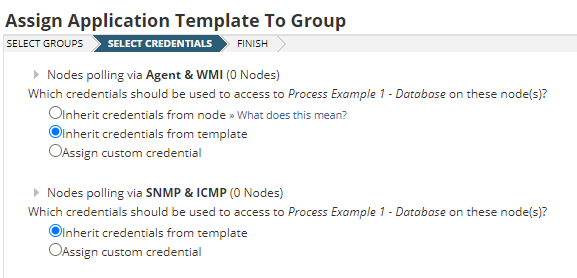 Assign Application Template To Group
SELECT GROUPS SELECT CREDENTIALS FINISH
Nodes polling via Agent & WMI (0 Nodes)
Which credentials should be used to access to Process Example 1 - Database on these node(s)?
Inherit credentials from node » What does this mean?
Inherit credentials from template
Assign custom credential
Nodes polling via SNMP & ICMP (0 Nodes)
Which credentials should be used to access to Process Example 1 - Database on these node(s)?
Inherit credentials from template
Assign custom credential